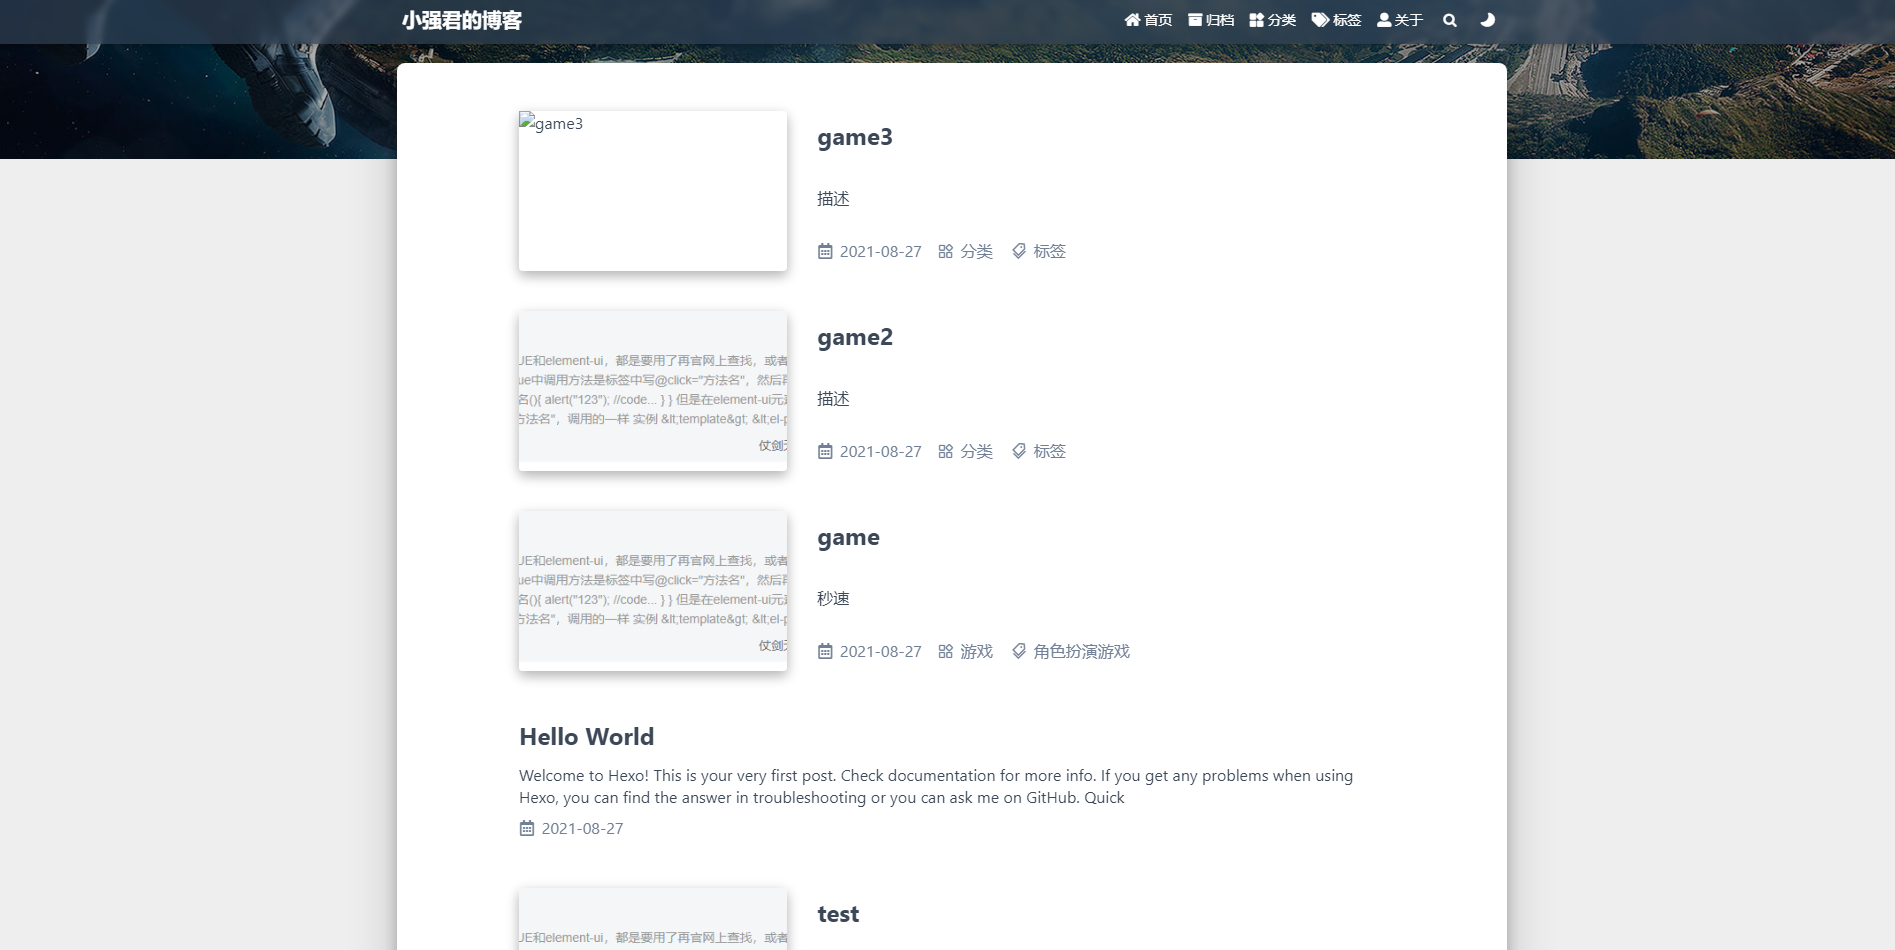 小强君的博客
首页 归档 分类 标签 关于
game3
game3
描述
2021-08-27 分类 标签
UE和element-ui，都是要用了再官网上查找，或者
ue中调用方法是标签中写@click="方法名"，然后再
名(){ alert("123"); //code... } } 但是在element-ui元
方法名"，调用的一样 实例 &lt;template&gt; &lt;el-p
仗剑
game2
描述
2021-08-27 分类 标签
UE和element-ui，都是要用了再官网上查找，或者
ue中调用方法是标签中写@click="方法名"，然后再
名(){ alert("123"); //code... } } 但是在element-ui元
方法名"，调用的一样 实例 &lt;template&gt; &lt;el-p
仗剑
game
秒速
2021-08-27 游戏 角色扮演游戏
Hello World
Welcome to Hexo! This is your very first post. Check documentation for more info. If you get any problems when using
Hexo, you can find the answer in troubleshooting or you can ask me on GitHub. Quick
2021-08-27
UE和element-ui，都是要用了再官网上查找，或者
test